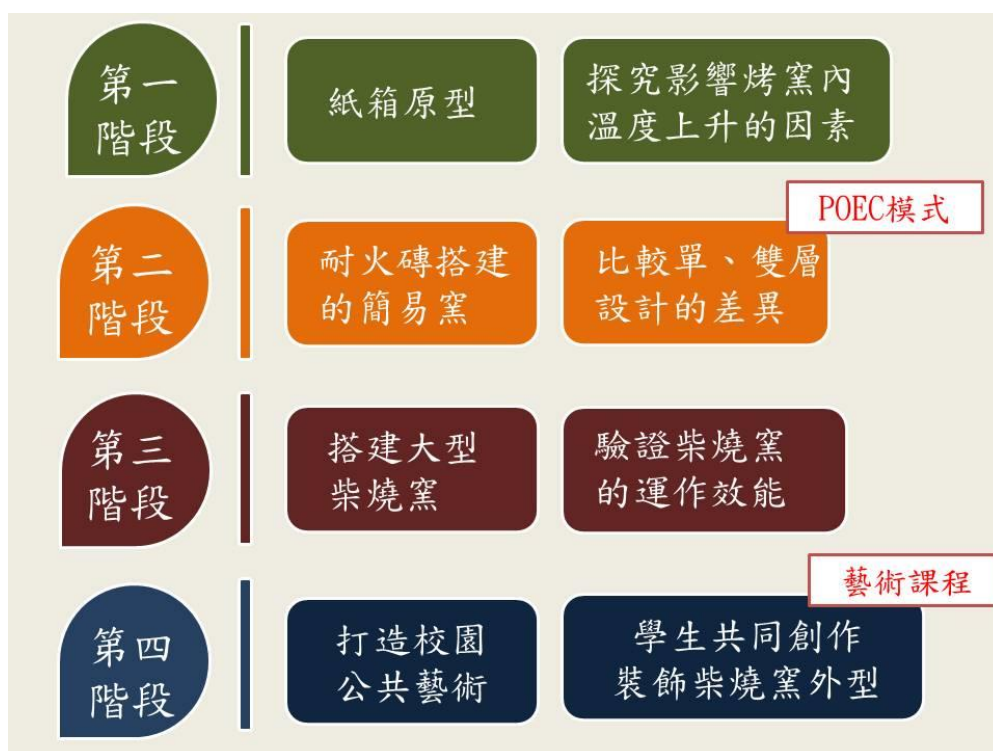 第一
階段
紙箱原型
探究影響烤窯內
溫度上升的因素
POEC模式
第二
階段
耐火磚搭建
的簡易窯
比較單、雙層
設計的差異
第三
階段
搭建大型
柴燒窯
驗證柴燒窯
的運作效能
藝術課程
第四
階段
打造校園
公共藝術
學生共同創作
裝飾柴燒窯外型